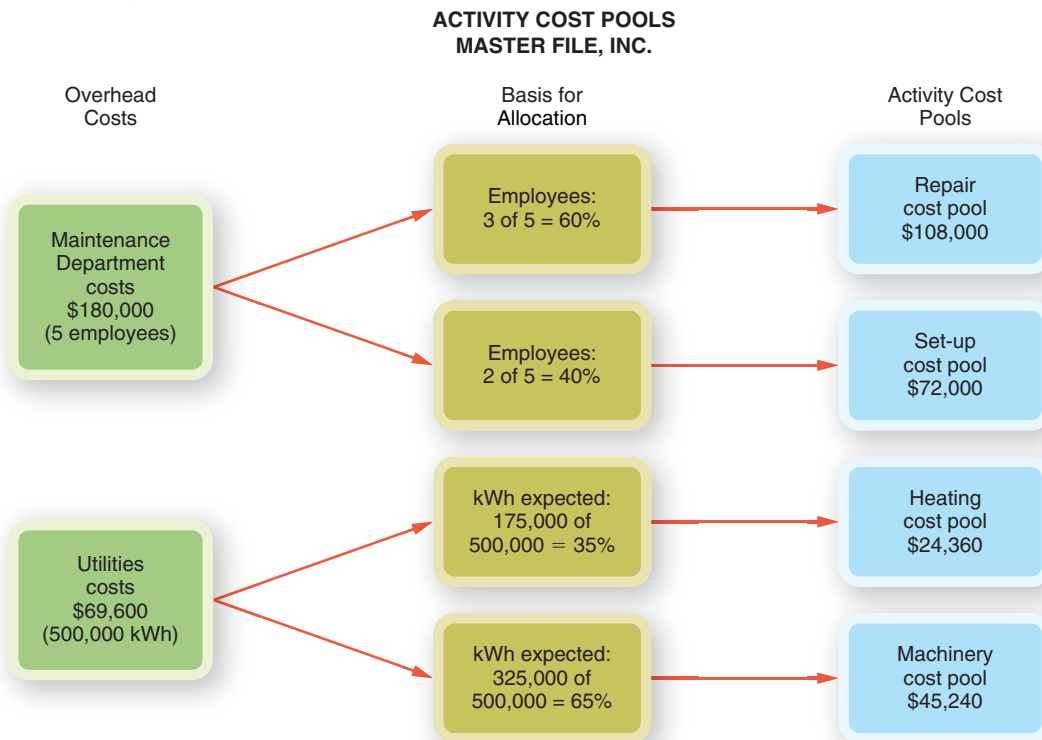 ACTIVITY COST POOLS
MASTER FILE, INC.
Overhead
Costs
Basis for
Allocation
Activity Cost
Pools
Maintenance
Department
costs
$180,000
(5 employees)
Employees:
3 of 5 = 60%
Repair
cost pool
$108,000
Employees:
2 of 5 = 40%
Set-up
cost pool
$72,000
Utilities
costs
$69,600
(500,000 kWh)
kWh expected:
175,000 of
500,000 = 35%
Heating
cost pool
$24,360
kWh expected:
325,000 of
500,000 = 65%
Machinery
cost pool
$45,240